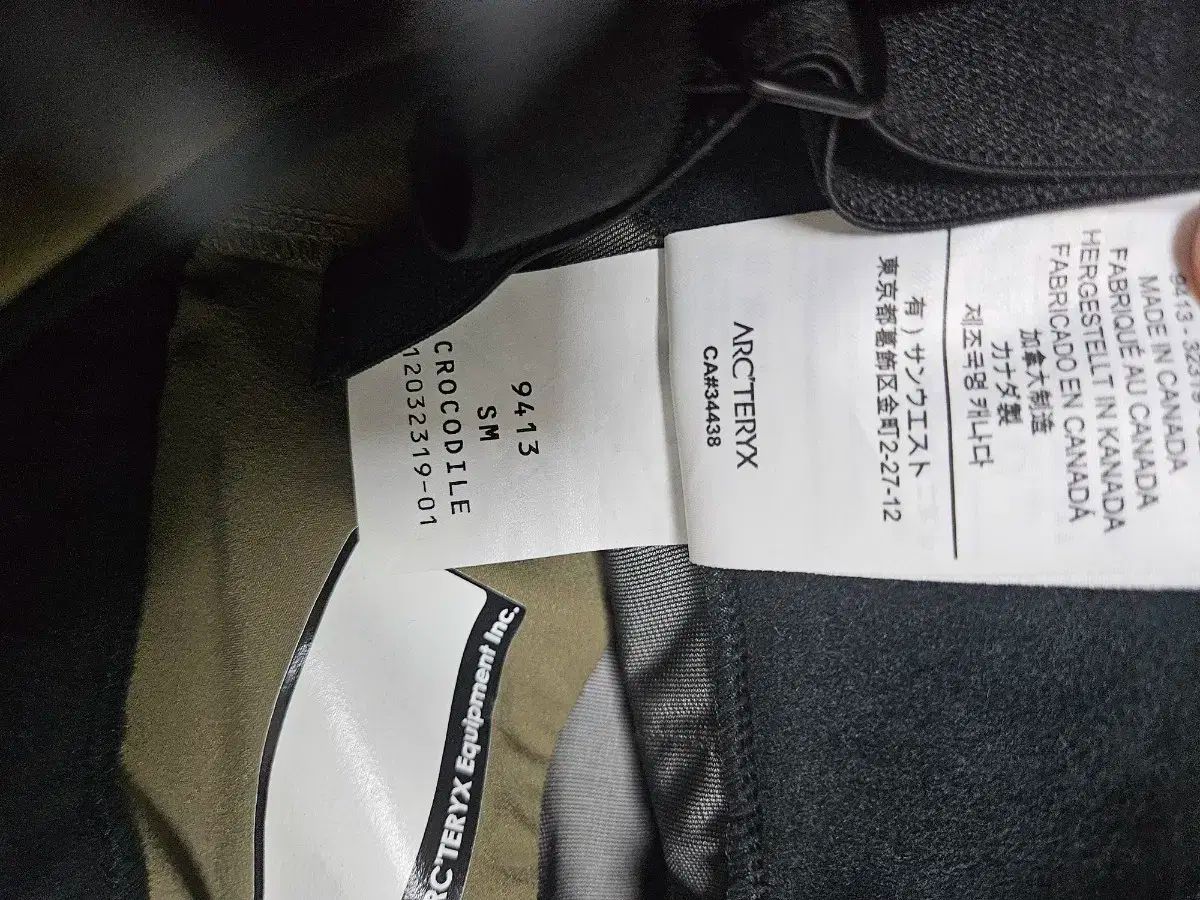 9413
SM
CROCODILE
12032319-01
MADE IN CANADA
FABRIQUÉ AU CANADA
HERGESTELLT IN KANADA
FABRICADO EN CANADÁ
加拿大制造
カナダ製
제조국명 캐나다
有）サンウエスト
東京都葛飾区金町2-27-12
ARC'TERYX
CA#34438
ARC'TERYX Equipment Inc.